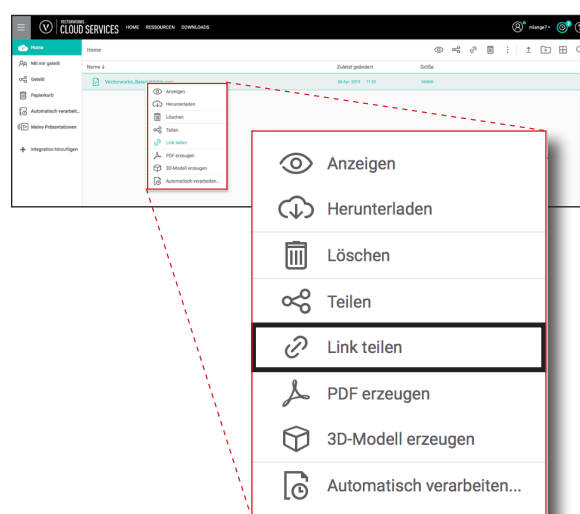 VECTORWORKS.
CLOUD SERVICES HOME RESSOURCEN DOWNLOADS mlange7
Home
Mit mir geteilt
Geteilt
Papierkorb
Automatisch verarbeit...
Meine Präsentationen
Integration hinzufügen
Home
Name Zuletzt geändert Größe
Anzeigen
Herunterladen
Löschen
Teilen
Link teilen
PDF erzeugen
3D-Modell erzeugen
Automatisch verarbeiten...
Anzeigen
Herunterladen
Löschen
Teilen
Link teilen
PDF erzeugen
3D-Modell erzeugen
Automatisch verarbeiten...